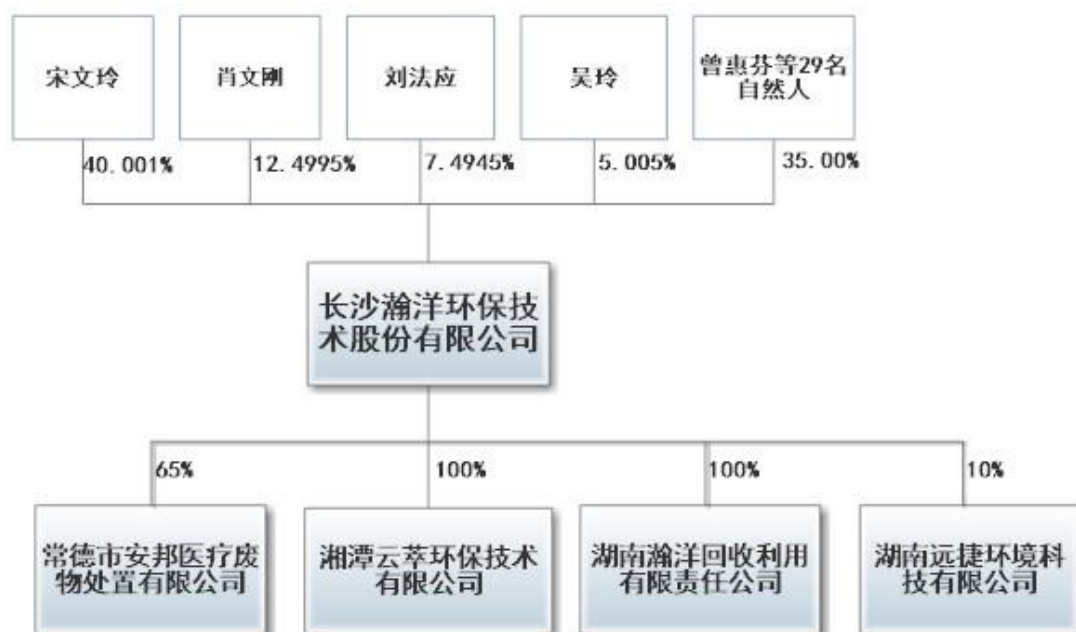 宋文玲
肖文刚
刘法应
吴玲
曾惠芬等29名
自然人
40.001%
12.4995%
7.4945%
5.005%
35.00%
长沙瀚洋环保技
术股份有限公司
65%
100%
100%
10%
常德市安邦医疗废
物处置有限公司
湘潭云萃环保技术
有限公司
湖南瀚洋回收利用
有限责任公司
湖南远捷环境科
技有限公司